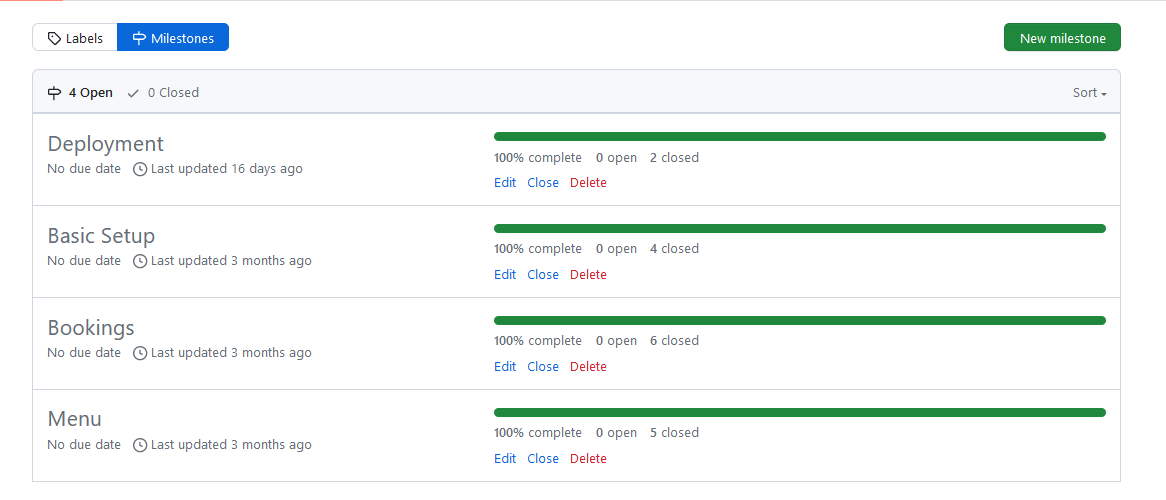 Labels Milestones New milestone
4 Open 0 Closed Sort
Deployment
No due date Last updated 16 days ago
100% complete 0 open 2 closed
Edit Close Delete
Basic Setup
No due date Last updated 3 months ago
100% complete 0 open 4 closed
Edit Close Delete
Bookings
No due date Last updated 3 months ago
100% complete 0 open 6 closed
Edit Close Delete
Menu
No due date Last updated 3 months ago
100% complete 0 open 5 closed
Edit Close Delete